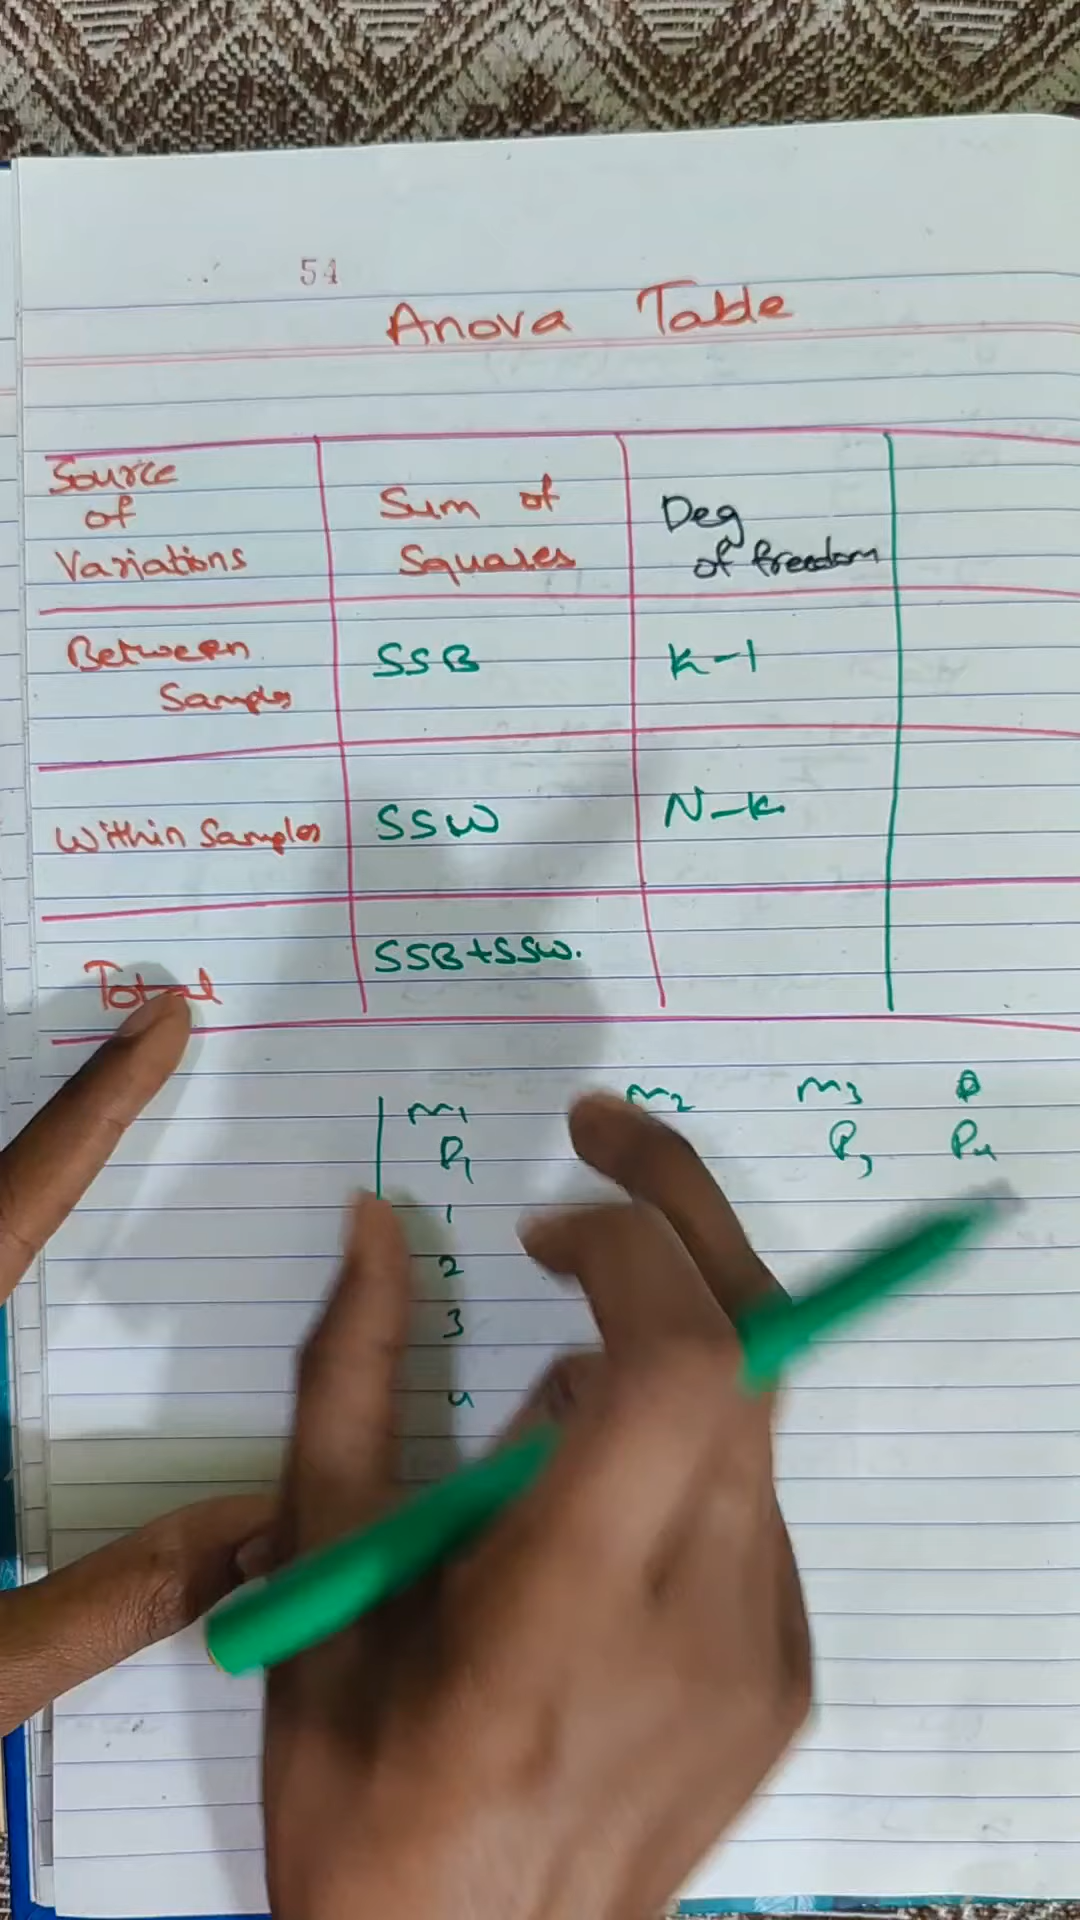 54
Anova Table
Source of Variations
Sum of Squares
Deg of freedom
Between Samples
SSB
K-1
Within Samples
SSW
N-K
Total
SSB+SSW.
M1 M2 M3
P1 P3 P4
1
2
3
4